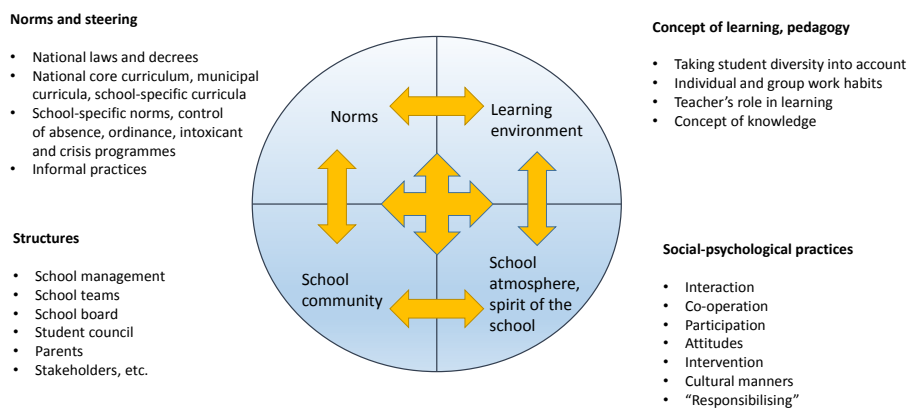 Norms and steering
• National laws and decrees
• National core curriculum, municipal
curricula, school-specific curricula
• School-specific norms, control
of absence, ordinance, intoxicant
and crisis programmes
• Informal practices
Concept of learning, pedagogy
• Taking student diversity into account
• Individual and group work habits
• Teacher's role in learning
• Concept of knowledge
Norms
Learning
environment
School
community
School
atmosphere,
spirit of the
school
Structures
• School management
• School teams
• School board
• Student council
• Parents
• Stakeholders, etc.
Social-psychological practices
• Interaction
• Co-operation
• Participation
• Attitudes
• Intervention
• Cultural manners
• “Responsibilising”